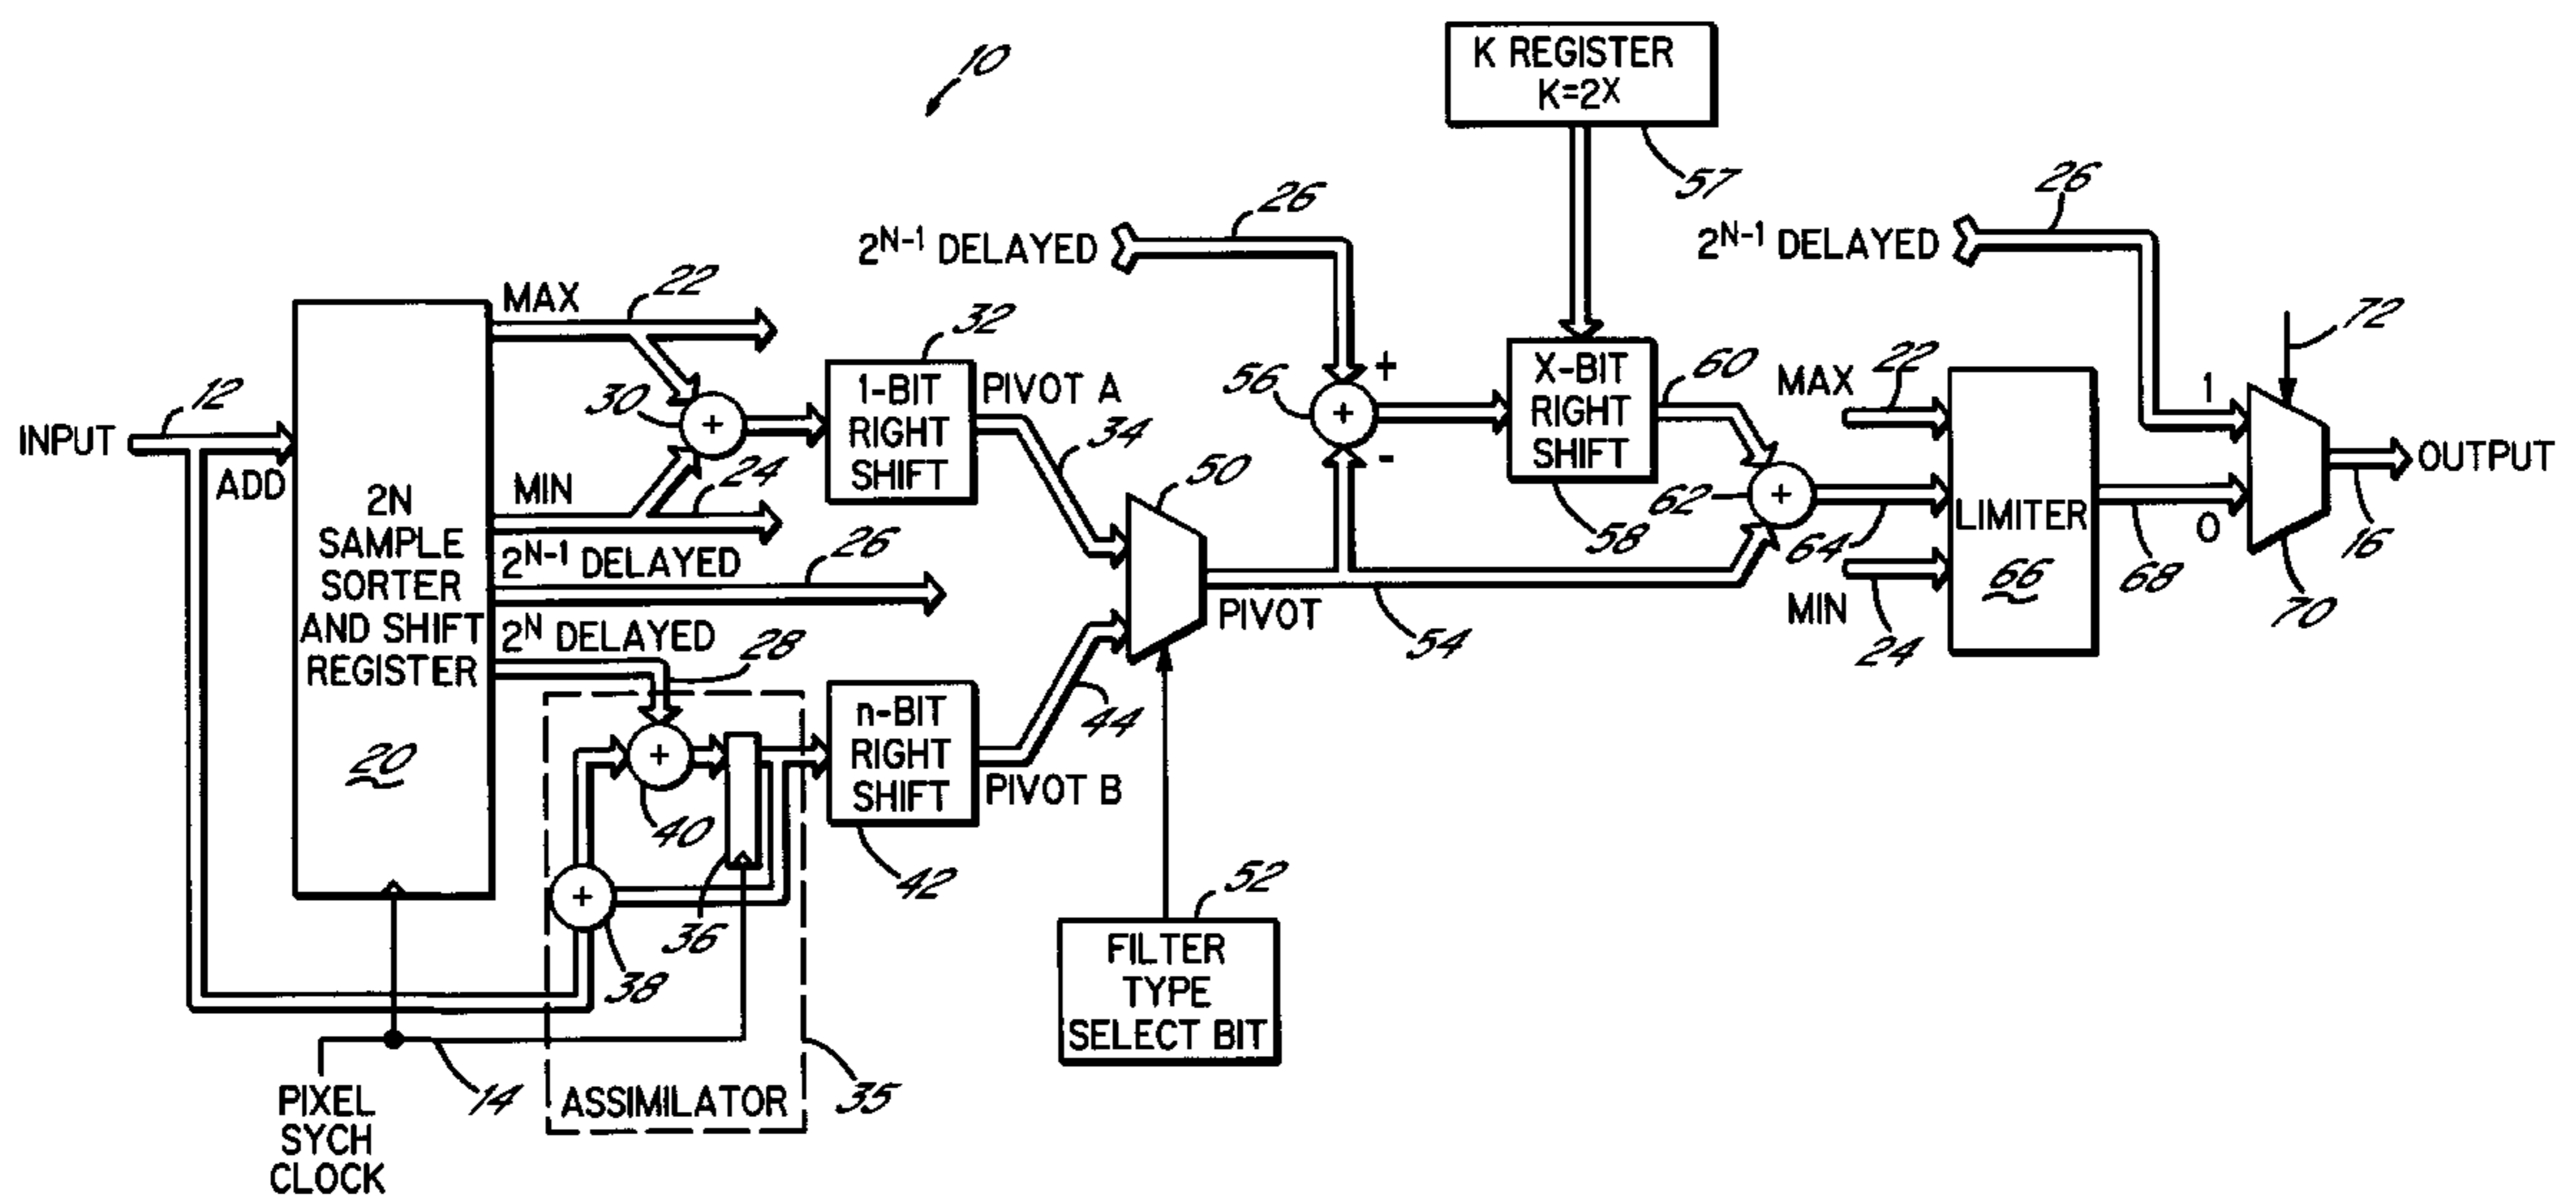 10
K REGISTER
K=2X
57
2N-1 DELAYED
26
2N-1 DELAYED
26
72
INPUT
12
ADD
2N
SAMPLE
SORTER
AND SHIFT
REGISTER
20
MAX
22
MIN
24
2N-1 DELAYED
26
2N DELAYED
28
30
+
32
1-BIT
RIGHT
SHIFT
PIVOT A
34
+
40
+
38
36
n-BIT
RIGHT
SHIFT
42
PIVOT B
44
50
PIVOT
54
52
FILTER
TYPE
SELECT BIT
56
+
+
-
X-BIT
RIGHT
SHIFT
58
60
62
+
64
MAX
22
MIN
24
LIMITER
66
68
1
0
70
16
OUTPUT
PIXEL
SYCH
CLOCK
14
ASSIMILATOR
35